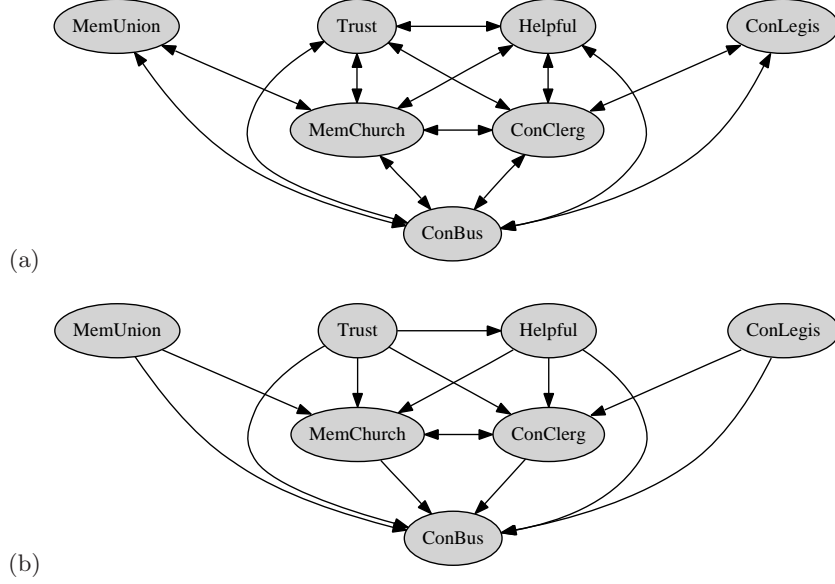 MemUnion Trust Helpful ConLegis
MemChurch ConClerg
ConBus
(a)
MemUnion Trust Helpful ConLegis
MemChurch ConClerg
ConBus
(b)